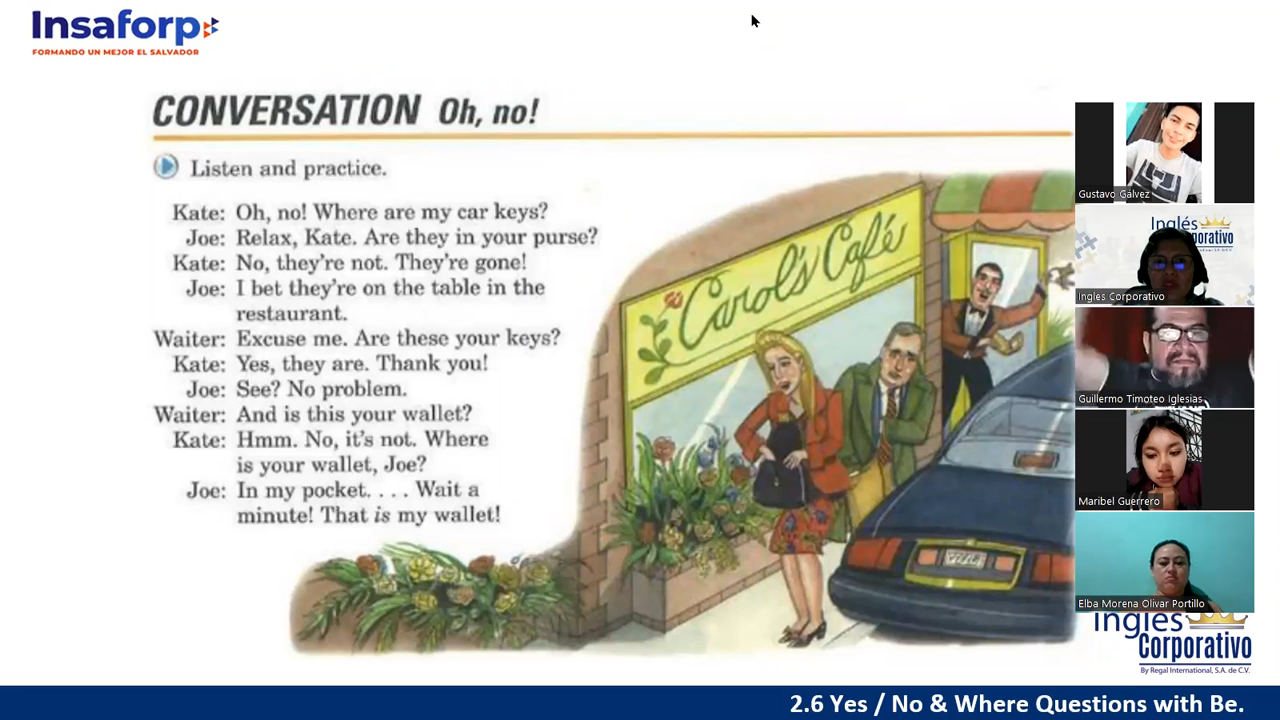 Insaforp
FORMANDO UN MEJOR EL SALVADOR
CONVERSATION Oh, no!
Listen and practice.
Kate: Oh, no! Where are my car keys?
Joe: Relax, Kate. Are they in your purse?
Kate: No, they're not. They're gone!
Joe: I bet they're on the table in the
restaurant.
Waiter: Excuse me. Are these your keys?
Kate: Yes, they are. Thank you!
Joe: See? No problem.
Waiter: And is this your wallet?
Kate: Hmm. No, it's not. Where
is your wallet, Joe?
Joe: In my pocket. . . . Wait a
minute! That is my wallet!
Carol's Café
Gustavo Gálvez
Inglés
orporativo
Ingles Corporativo
Guillermo Timoteo Iglesias
Maribel Guerrero
Elba Morena Olivar Portillo
Inglés
Corporativo
By Regal International, S.A. de C.V.
2.6 Yes / No & Where Questions with Be.